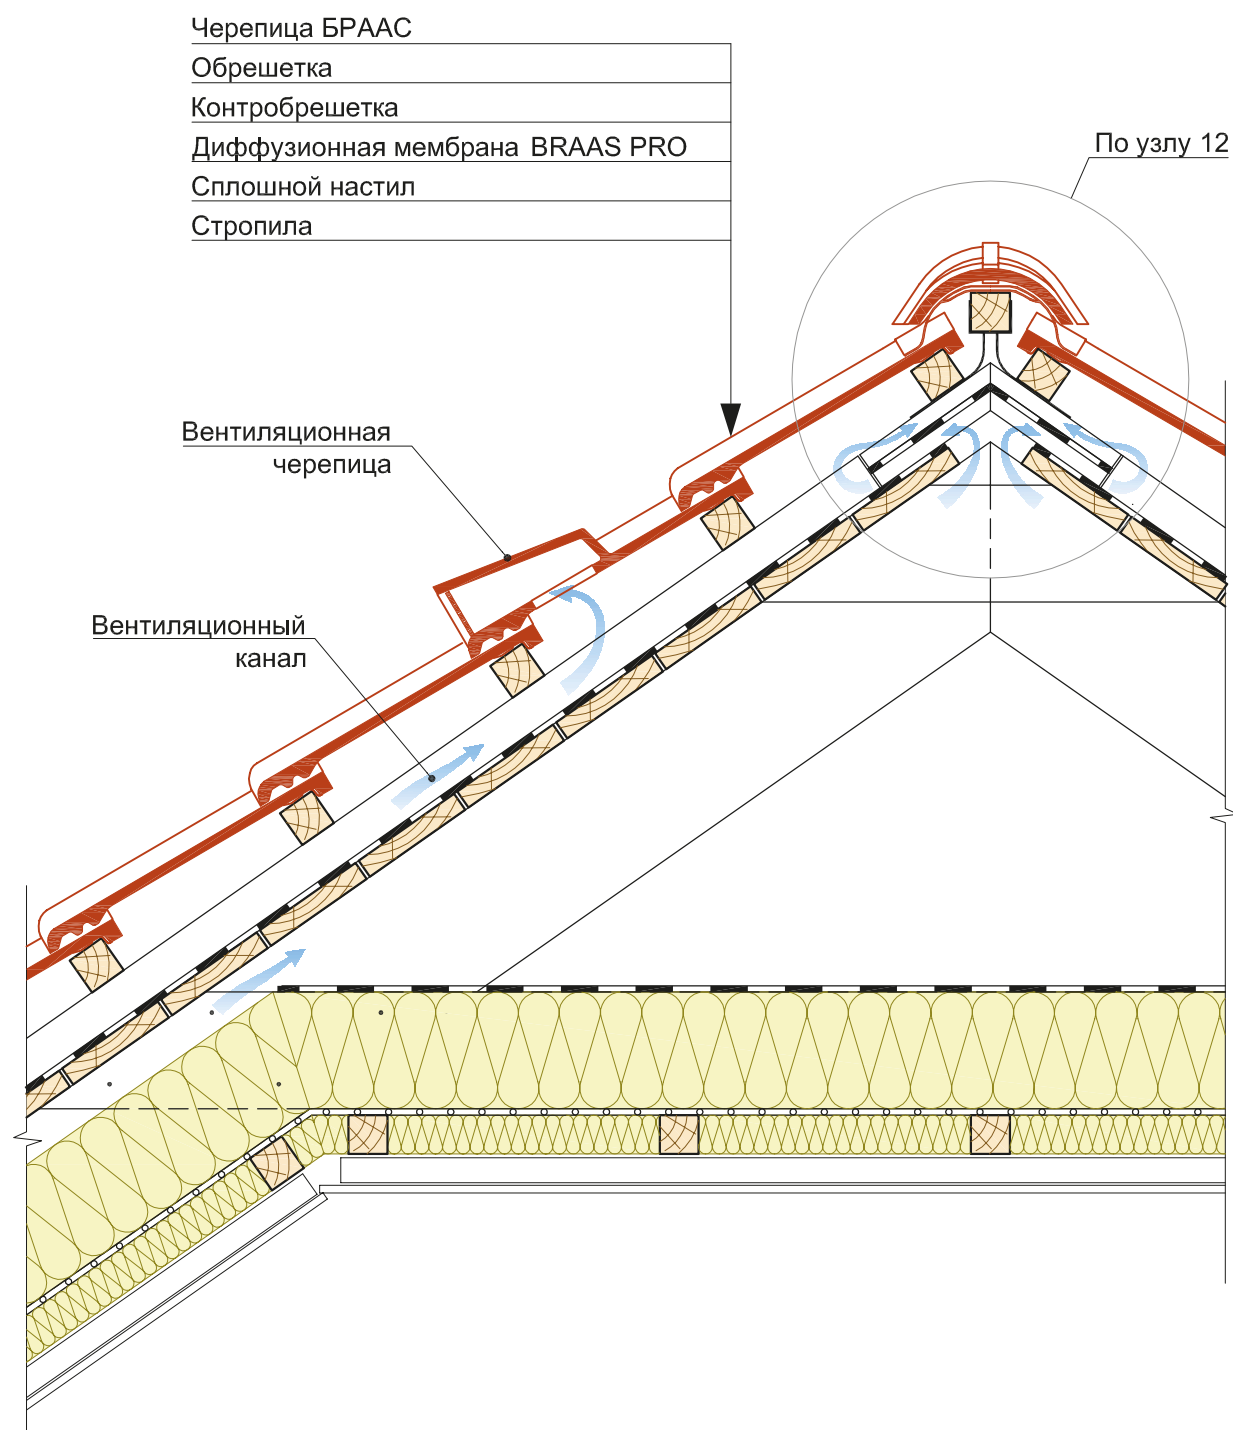 Черепица БРААС
Обрешетка
Контробрешетка
Диффузионная мембрана BRAAS PRO
Сплошной настил
Стропила
По узлу 12
Вентиляционная
черепица
Вентиляционный
канал